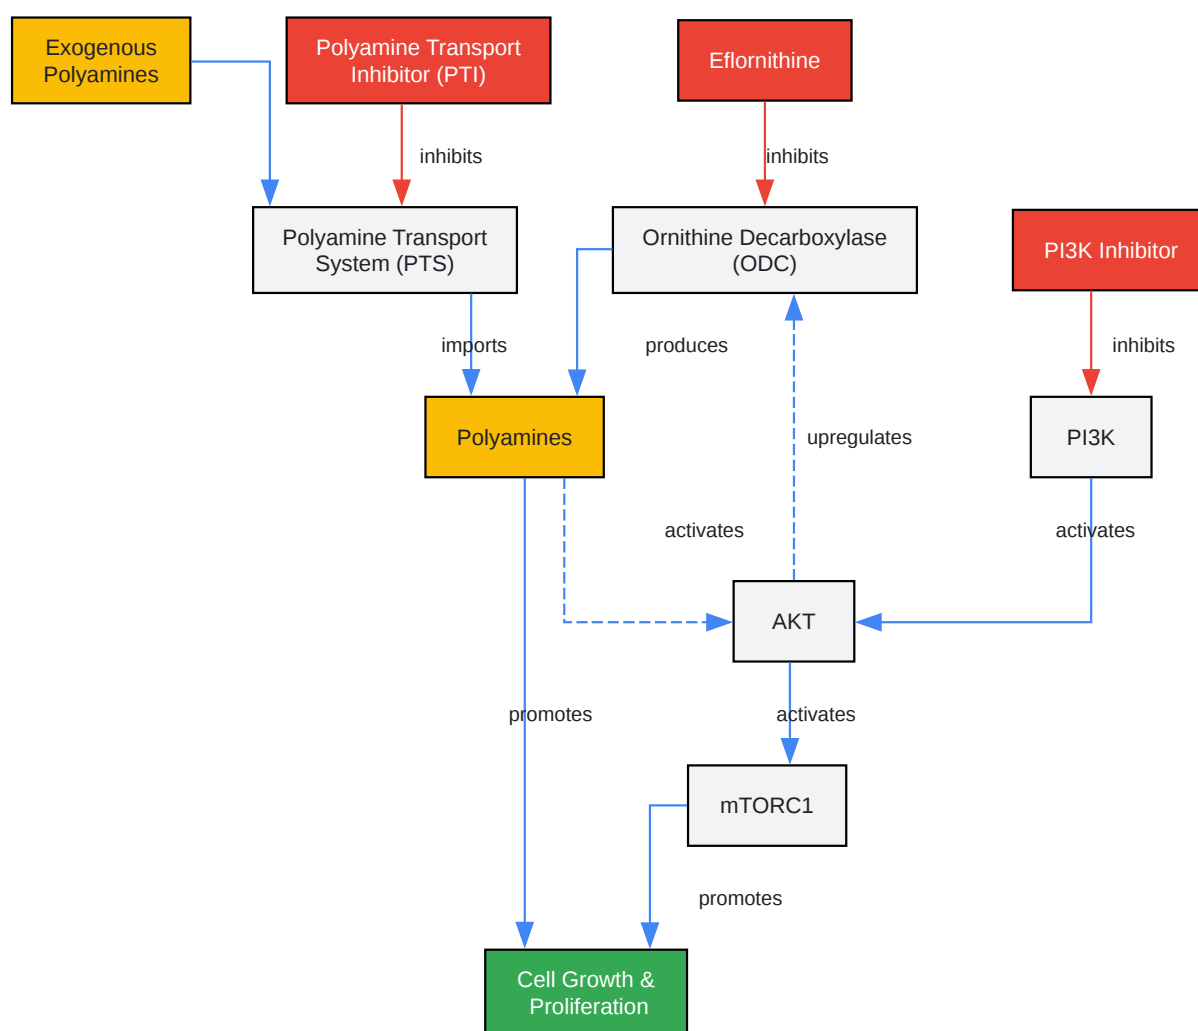 Exogenous
Polyamines
Polyamine Transport
Inhibitor (PTI)
Eflornithine
inhibits
inhibits
Polyamine Transport
System (PTS)
Ornithine Decarboxylase
(ODC)
PI3K Inhibitor
imports
produces
inhibits
Polyamines
upregulates
PI3K
activates
activates
AKT
promotes
activates
mTORC1
promotes
Cell Growth &
Proliferation